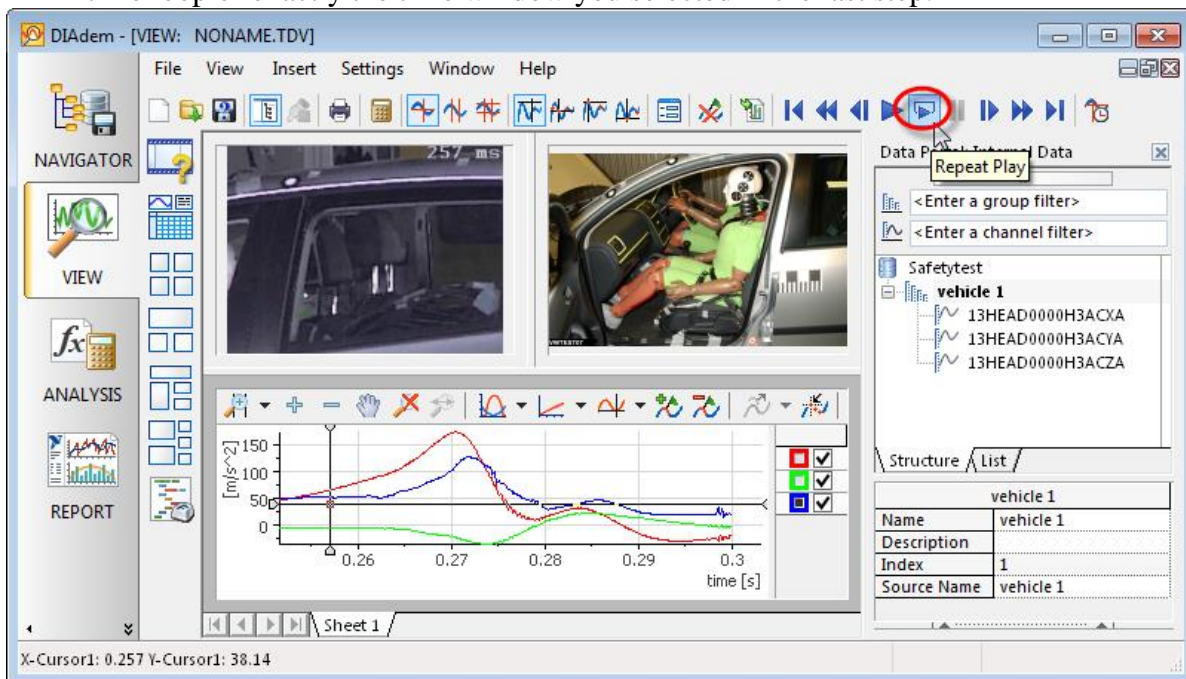 DIAdem - [VIEW: NONAME.TDV]
File View Insert Settings Window Help
NAVIGATOR
VIEW
ANALYSIS
REPORT
257 ms
Repeat Play
Internal Data
<Enter a group filter>
<Enter a channel filter>
Safetytest
vehicle 1
13HEAD0000H3ACXA
13HEAD0000H3ACYA
13HEAD0000H3ACZA
Structure List
vehicle 1
Name vehicle 1
Description
Index 1
Source Name vehicle 1
[m/s^2]
150
100
50
0
0.26 0.27 0.28 0.29 0.3
time [s]
Sheet 1
X-Cursor1: 0.257 Y-Cursor1: 38.14